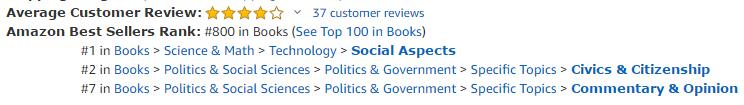 Average Customer Review: 37 customer reviews
Amazon Best Sellers Rank: #800 in Books (See Top 100 in Books)
#1 in Books > Science & Math > Technology > Social Aspects
#2 in Books > Politics & Social Sciences > Politics & Government > Specific Topics > Civics & Citizenship
#7 in Books > Politics & Social Sciences > Politics & Government > Specific Topics > Commentary & Opinion